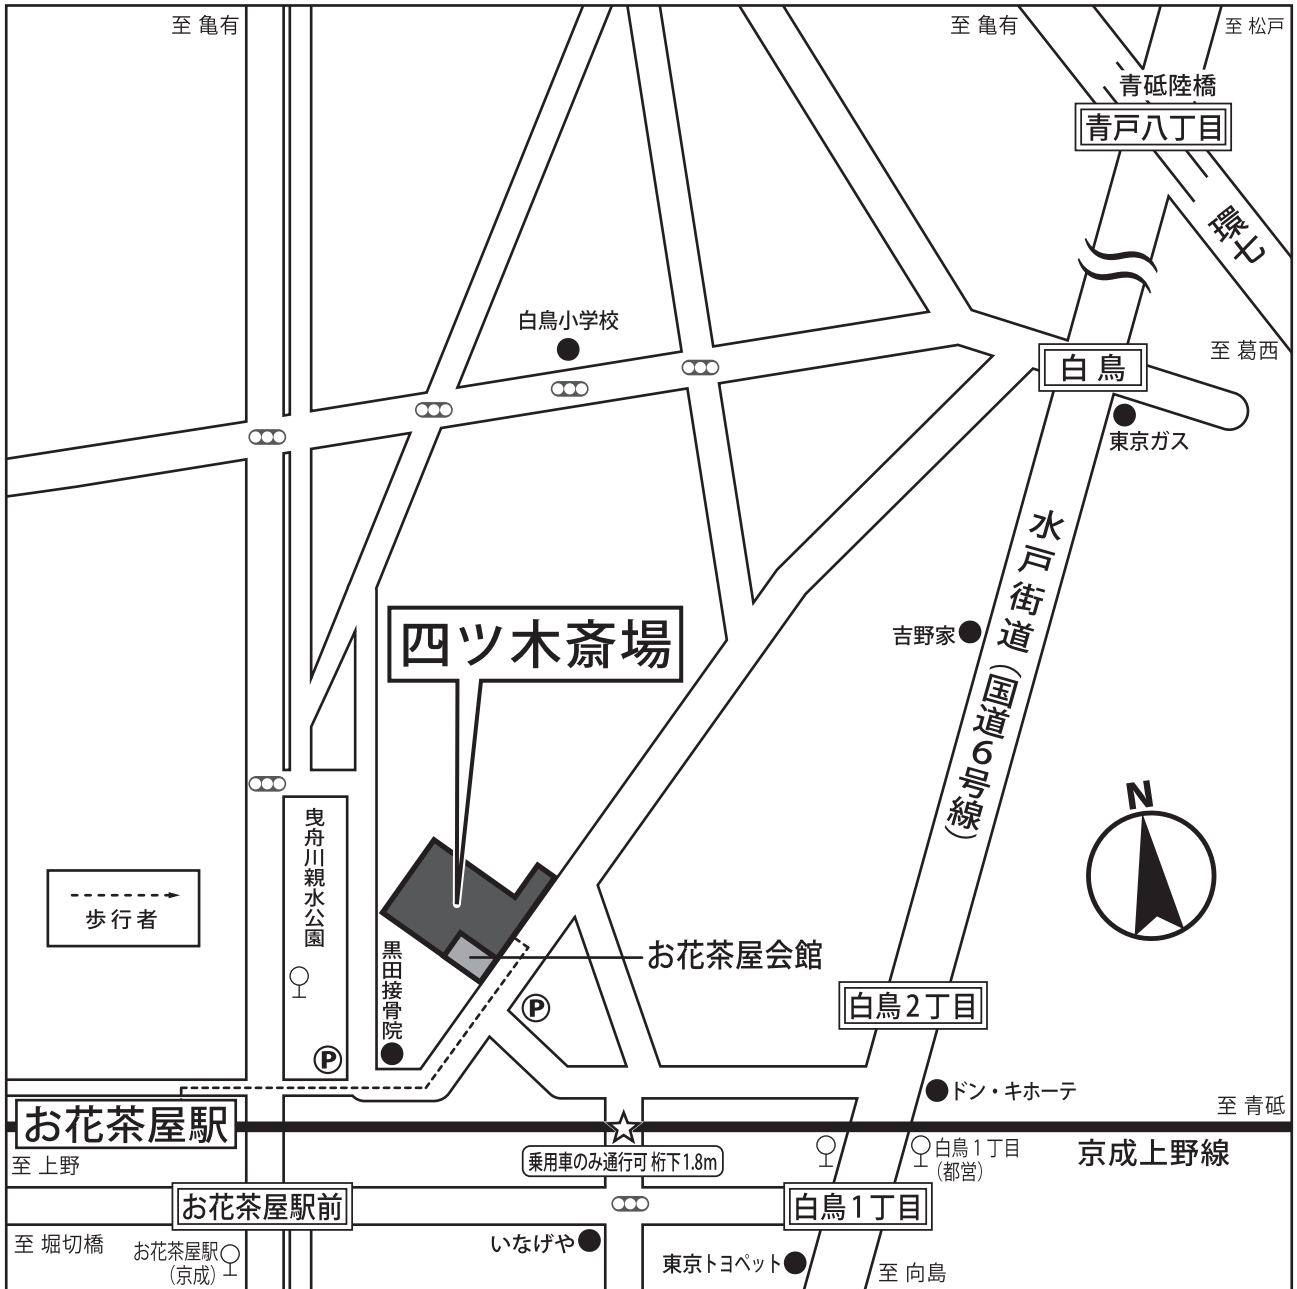 至 亀有
至 亀有
至 松戸
青砥陸橋
青戸八丁目
環七
白鳥小学校
至 葛西
白鳥
東京ガス
水戸街道（国道6号線）
四ツ木斎場
吉野家
N
曳舟川親水公園
歩行者
黒田接骨院
お花茶屋会館
P
白鳥2丁目
P
ドン・キホーテ
至 青砥
お花茶屋駅
至 上野
乗用車のみ通行可 桁下1.8m
白鳥1丁目
(都営)
京成上野線
お花茶屋駅前
白鳥1丁目
至 堀切橋
お花茶屋駅
(京成)
いなげや
東京トヨペット
至 向島